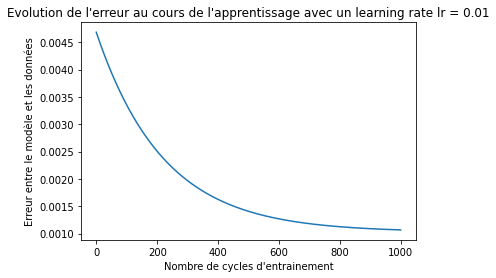 Evolution de l'erreur au cours de l'apprentissage avec un learning rate lr = 0.01
0.0045
0.0040
0.0035
0.0030
0.0025
0.0020
0.0015
0.0010
Erreur entre le modèle et les données
0 200 400 600 800 1000
Nombre de cycles d'entrainement